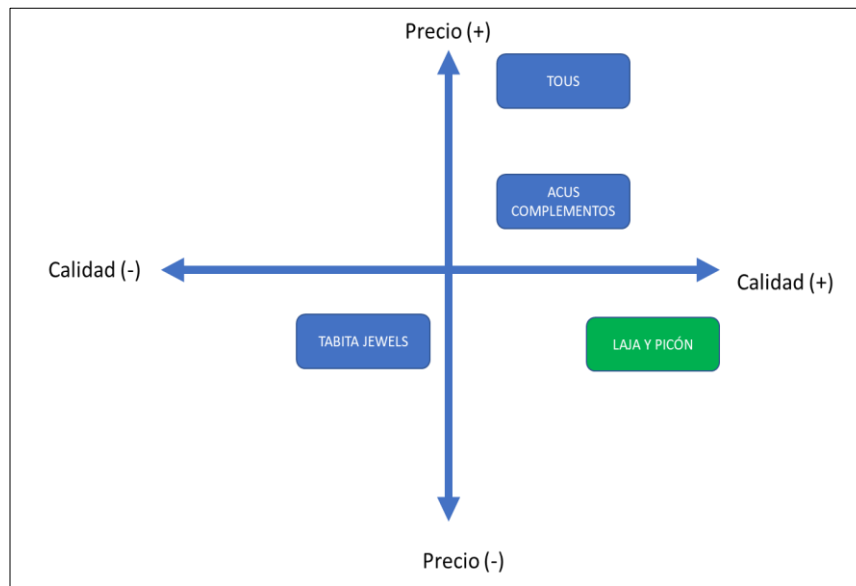 Precio (+)
TOUS
ACUS
COMPLEMENTOS
Calidad (-)
Calidad (+)
TABITA JEWELS
LAJA Y PICÓN
Precio (-)